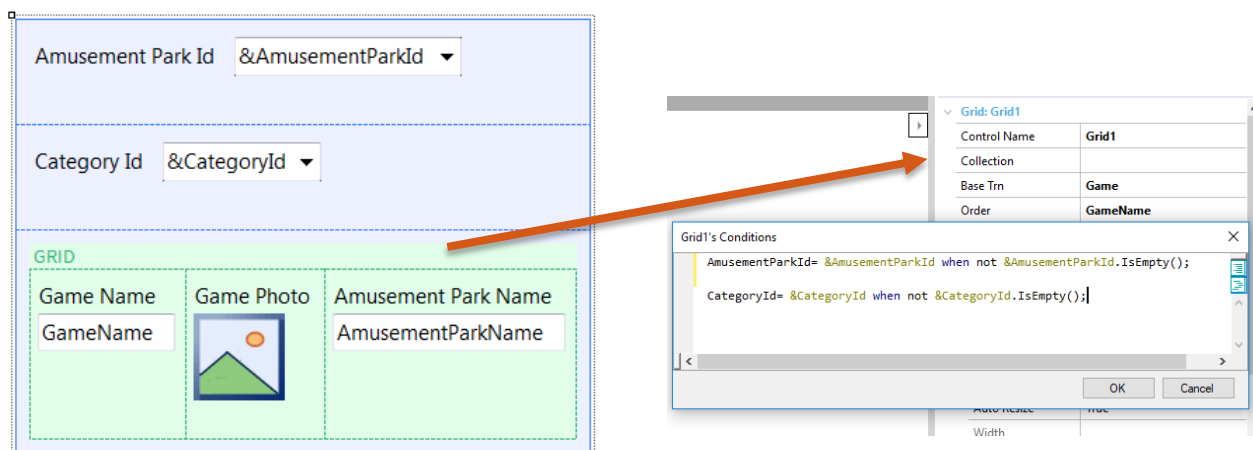 Amusement Park Id &AmusementParkId
Category Id &CategoryId
GRID
Game Name Game Photo Amusement Park Name
GameName AmusementParkName
Grid: Grid1
Control Name Grid1
Collection
Base Trn Game
Order GameName
Grid1's Conditions
AmusementParkId= &AmusementParkId when not &AmusementParkId.IsEmpty();
CategoryId= &CategoryId when not &CategoryId.IsEmpty();
OK Cancel
Auto Resize True
Width